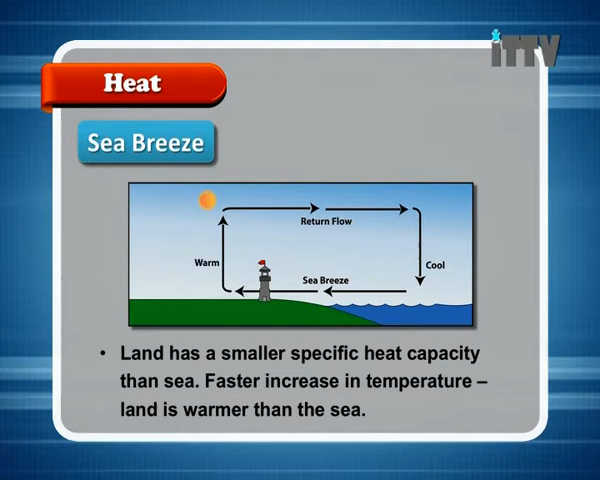 iTTV
Heat
Sea Breeze
Return Flow
Warm
Cool
Sea Breeze
• Land has a smaller specific heat capacity
than sea. Faster increase in temperature –
land is warmer than the sea.